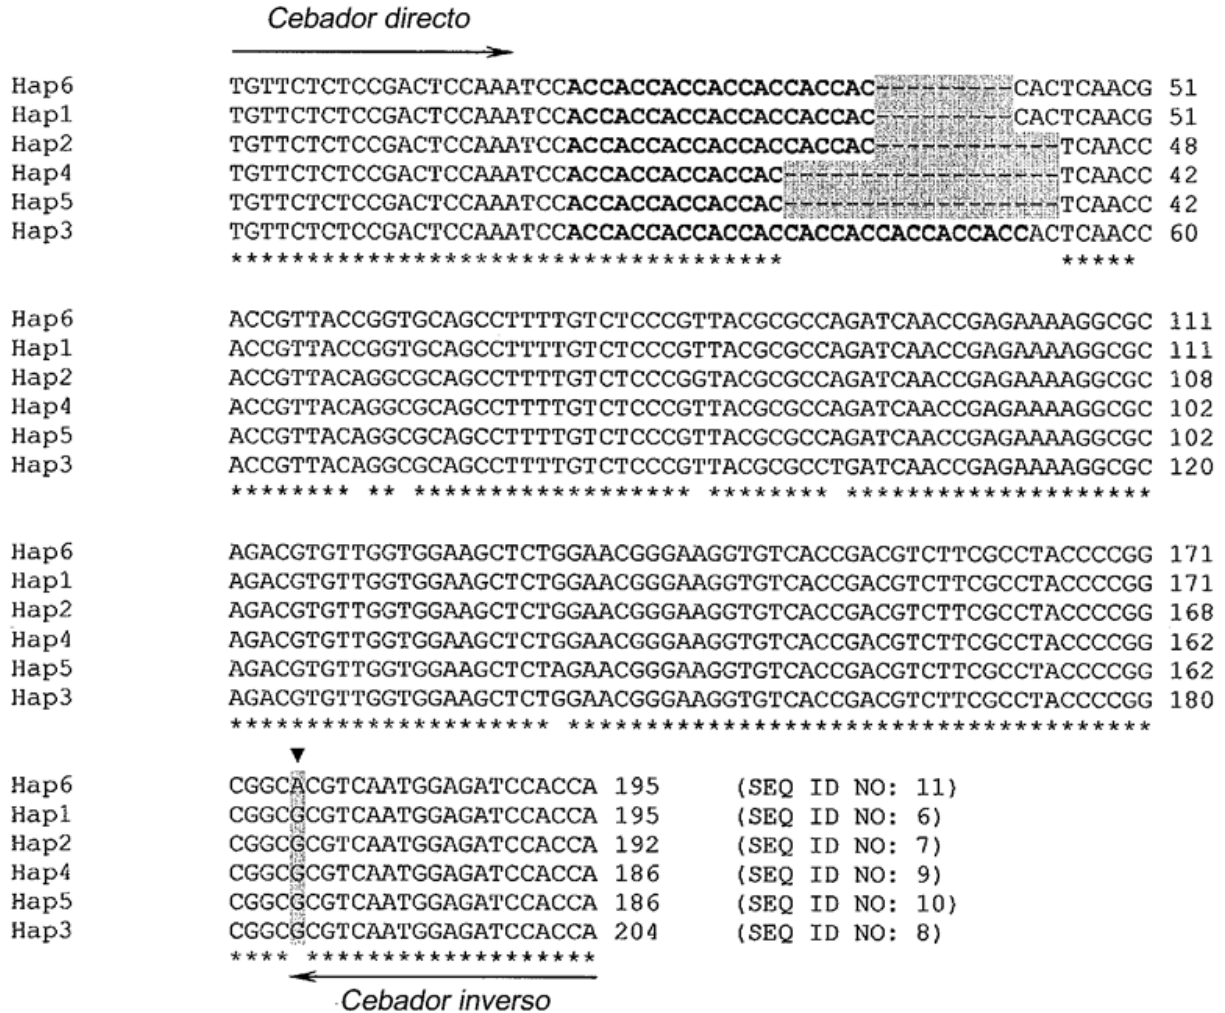 Cebador directo
Hap6 TGTTCTCTCCGACTCCAAATCCACCACCACCACCACCACCAC---------CACTCAACG 51
Hap1 TGTTCTCTCCGACTCCAAATCCACCACCACCACCACCACCAC---------CACTCAACG 51
Hap2 TGTTCTCTCCGACTCCAAATCCACCACCACCACCACCACCAC------------TCAACC 48
Hap4 TGTTCTCTCCGACTCCAAATCCACCACCACCACCAC------------------TCAACC 42
Hap5 TGTTCTCTCCGACTCCAAATCCACCACCACCACCAC------------------TCAACC 42
Hap3 TGTTCTCTCCGACTCCAAATCCACCACCACCACCACCACCACCACCACCACCACTCAACC 60
************************************                  *****
Hap6 ACCGTTACCGGTGCAGCCTTTTGTCTCCCGTTACGCGCCAGATCAACCGAGAAAAGGCGC 111
Hap1 ACCGTTACCGGTGCAGCCTTTTGTCTCCCGTTACGCGCCAGATCAACCGAGAAAAGGCGC 111
Hap2 ACCGTTACAGGCGCAGCCTTTTGTCTCCCGGTACGCGCCAGATCAACCGAGAAAAGGCGC 108
Hap4 ACCGTTACAGGCGCAGCCTTTTGTCTCCCGTTACGCGCCAGATCAACCGAGAAAAGGCGC 102
Hap5 ACCGTTACAGGCGCAGCCTTTTGTCTCCCGTTACGCGCCAGATCAACCGAGAAAAGGCGC 102
Hap3 ACCGTTACAGGCGCAGCCTTTTGTCTCCCGTTACGCGCCTGATCAACCGAGAAAAGGCGC 120
******** ** ****************** ******** ********************
Hap6 AGACGTGTTGGTGGAAGCTCTGGAACGGGAAGGTGTCACCGACGTCTTCGCCTACCCCGG 171
Hap1 AGACGTGTTGGTGGAAGCTCTGGAACGGGAAGGTGTCACCGACGTCTTCGCCTACCCCGG 171
Hap2 AGACGTGTTGGTGGAAGCTCTGGAACGGGAAGGTGTCACCGACGTCTTCGCCTACCCCGG 168
Hap4 AGACGTGTTGGTGGAAGCTCTGGAACGGGAAGGTGTCACCGACGTCTTCGCCTACCCCGG 162
Hap5 AGACGTGTTGGTGGAAGCTCTAGAACGGGAAGGTGTCACCGACGTCTTCGCCTACCCCGG 162
Hap3 AGACGTGTTGGTGGAAGCTCTGGAACGGGAAGGTGTCACCGACGTCTTCGCCTACCCCGG 180
********************* **************************************
▼
Hap6 CGGCACGTCAATGGAGATCCACCA 195 (SEQ ID NO: 11)
Hap1 CGGCGCGTCAATGGAGATCCACCA 195 (SEQ ID NO: 6)
Hap2 CGGCGCGTCAATGGAGATCCACCA 192 (SEQ ID NO: 7)
Hap4 CGGCGCGTCAATGGAGATCCACCA 186 (SEQ ID NO: 9)
Hap5 CGGCGCGTCAATGGAGATCCACCA 186 (SEQ ID NO: 10)
Hap3 CGGCGCGTCAATGGAGATCCACCA 204 (SEQ ID NO: 8)
**** *******************
Cebador inverso